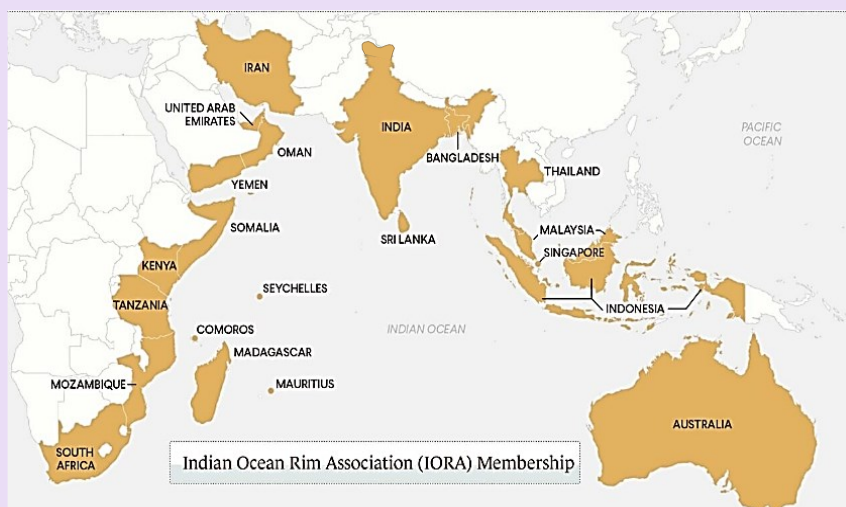 IRAN
UNITED ARAB
EMIRATES
OMAN
YEMEN
INDIA
BANGLADESH
THAILAND
PACIFIC
OCEAN
SOMALIA
SRI LANKA
MALAYSIA
SINGAPORE
KENYA
TANZANIA
SEYCHELLES
INDONESIA
COMOROS
INDIAN OCEAN
MADAGASCAR
MOZAMBIQUE
MAURITIUS
AUSTRALIA
SOUTH
AFRICA
Indian Ocean Rim Association (IORA) Membership